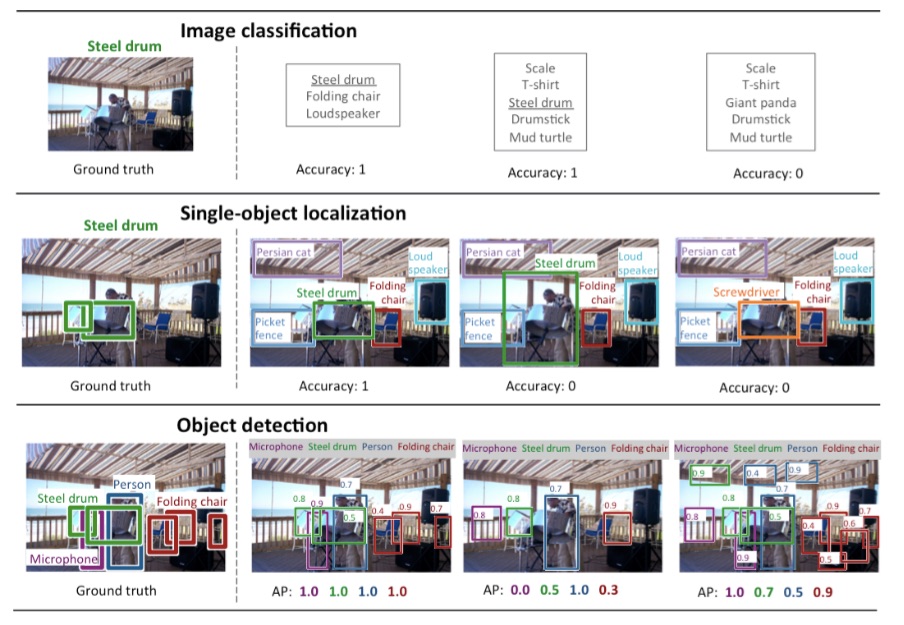 Image classification
Steel drum
Ground truth
Steel drum
Folding chair
Loudspeaker
Accuracy: 1
Scale
T-shirt
Steel drum
Drumstick
Mud turtle
Accuracy: 1
Scale
T-shirt
Giant panda
Drumstick
Mud turtle
Accuracy: 0
Single-object localization
Steel drum
Ground truth
Persian cat
Loud
speaker
Steel drum
Folding
chair
Picket
fence
Accuracy: 1
Persian cat
Loud
speaker
Steel drum
Folding
chair
Picket
fence
Accuracy: 0
Persian cat
Loud
speaker
Screwdriver
Folding
chair
Picket
fence
Accuracy: 0
Object detection
Person
Steel drum
Folding chair
Microphone
Ground truth
Microphone Steel drum Person Folding chair
0.7
0.8
0.9
0.5
0.4
0.9
0.7
AP: 1.0 1.0 1.0 1.0
Microphone Steel drum Person Folding chair
0.7
0.8
0.8
0.9
AP: 0.0 0.5 1.0 0.3
Microphone Steel drum Person Folding chair
0.9
0.4
0.9
0.7
0.8
0.8
0.5
0.9
0.7
0.4
0.6
0.9
0.5
AP: 1.0 0.7 0.5 0.9